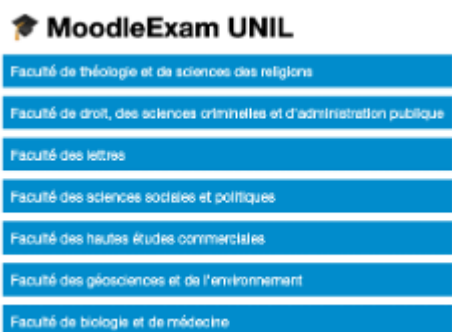 MoodleExam UNIL
Faculté de théologie et de sciences des religions
Faculté de droit, des sciences criminelles et d'administration publique
Faculté des lettres
Faculté des sciences sociales et politiques
Faculté des hautes études commerciales
Faculté des géosciences et de l'environnement
Faculté de biologie et de médecine